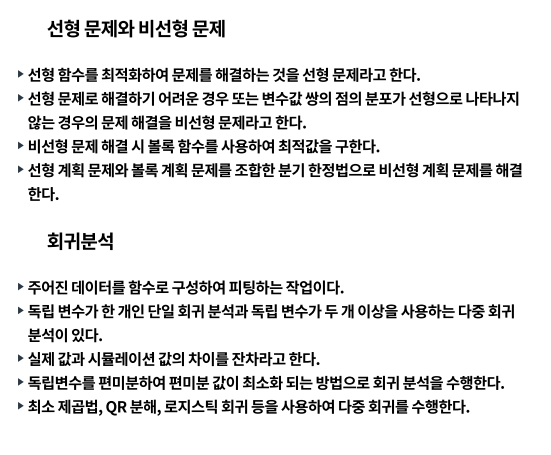 선형 문제와 비선형 문제
▶ 선형 함수를 최적화하여 문제를 해결하는 것을 선형 문제라고 한다.
▶ 선형 문제로 해결하기 어려운 경우 또는 변수값 쌍의 점의 분포가 선형으로 나타나지
않는 경우의 문제 해결을 비선형 문제라고 한다.
▶ 비선형 문제 해결 시 볼록 함수를 사용하여 최적값을 구한다.
▶ 선형 계획 문제와 볼록 계획 문제를 조합한 분기 한정법으로 비선형 계획 문제를 해결
한다.
회귀분석
▶ 주어진 데이터를 함수로 구성하여 피팅하는 작업이다.
▶ 독립 변수가 한 개인 단일 회귀 분석과 독립 변수가 두 개 이상을 사용하는 다중 회귀
분석이 있다.
▶ 실제 값과 시뮬레이션 값의 차이를 잔차라고 한다.
▶ 독립변수를 편미분하여 편미분 값이 최소화 되는 방법으로 회귀 분석을 수행한다.
▶ 최소 제곱법, QR 분해, 로지스틱 회귀 등을 사용하여 다중 회귀를 수행한다.